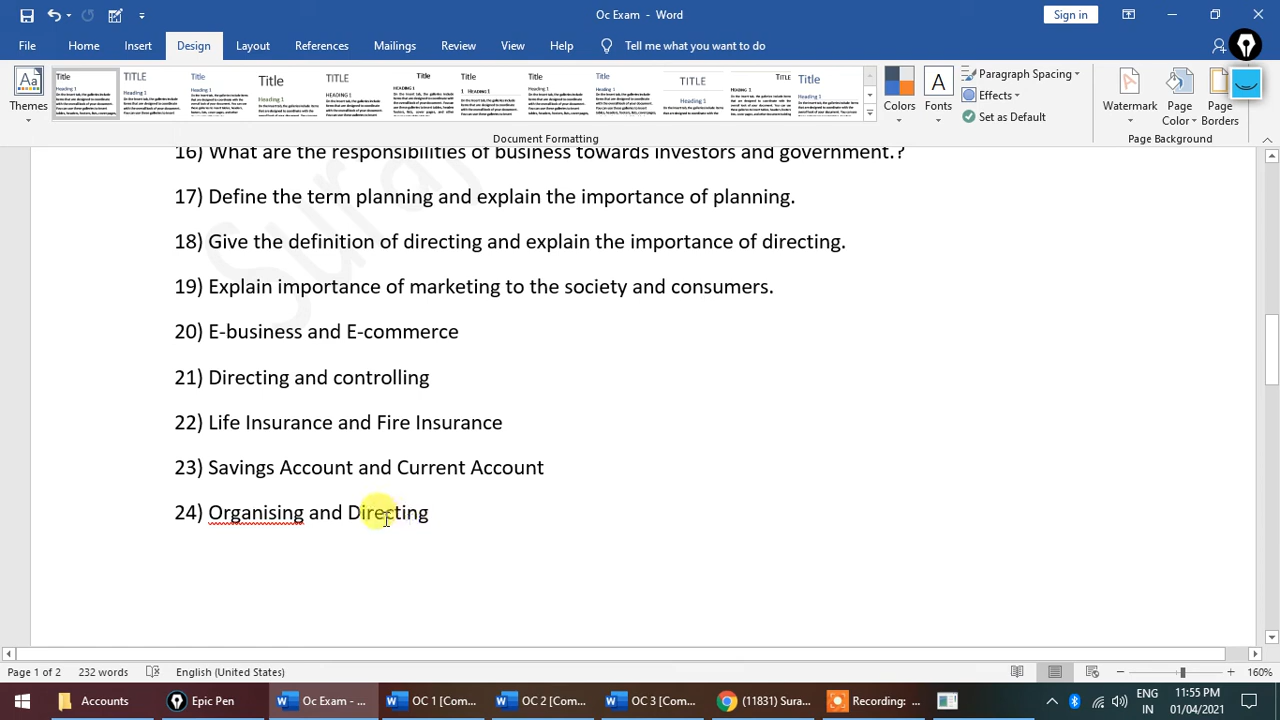 Oc Exam - Word
Sign in
File Home Insert Design Layout References Mailings Review View Help Tell me what you want to do
Themes
Colors
Fonts
Paragraph Spacing
Effects
Set as Default
Watermark
Page Color
Page Borders
Document Formatting
Page Background
16) What are the responsibilities of business towards investors and government.?
17) Define the term planning and explain the importance of planning.
18) Give the definition of directing and explain the importance of directing.
19) Explain importance of marketing to the society and consumers.
20) E-business and E-commerce
21) Directing and controlling
22) Life Insurance and Fire Insurance
23) Savings Account and Current Account
24) Organising and Directing
Suraj
Page 1 of 2 232 words English (United States) 160%
Accounts
Epic Pen
Oc Exam - ...
OC 1 [Com...
OC 2 [Com...
OC 3 [Com...
(11831) Sura...
Recording: ...
ENG
IN
11:55 PM
01/04/2021